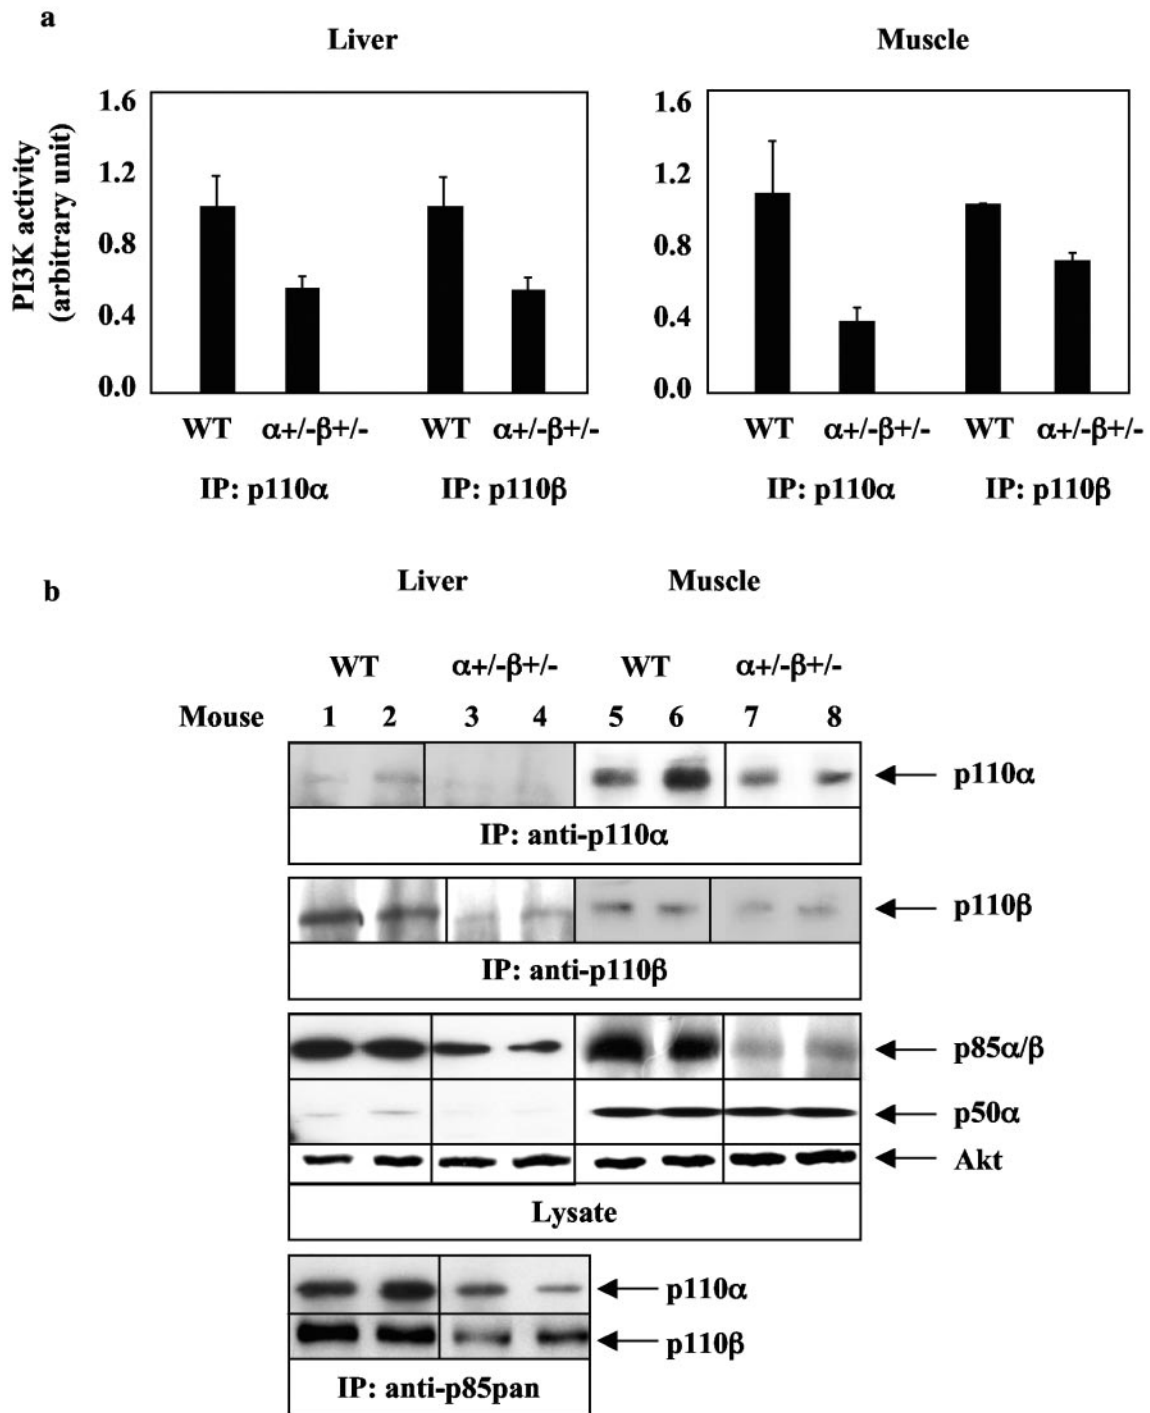 a
Liver
Muscle
PI3K activity
(arbitrary unit)
1.6
1.2
0.8
0.4
0.0
1.6
1.2
0.8
0.4
0.0
WT α+/-β+/- WT α+/-β+/-
IP: p110α IP: p110β
WT α+/-β+/- WT α+/-β+/-
IP: p110α IP: p110β
b
Liver Muscle
WT α+/-β+/- WT α+/-β+/-
Mouse 1 2 3 4 5 6 7 8
p110α
IP: anti-p110α
p110β
IP: anti-p110β
p85α/β
p50α
Akt
Lysate
p110α
p110β
IP: anti-p85pan